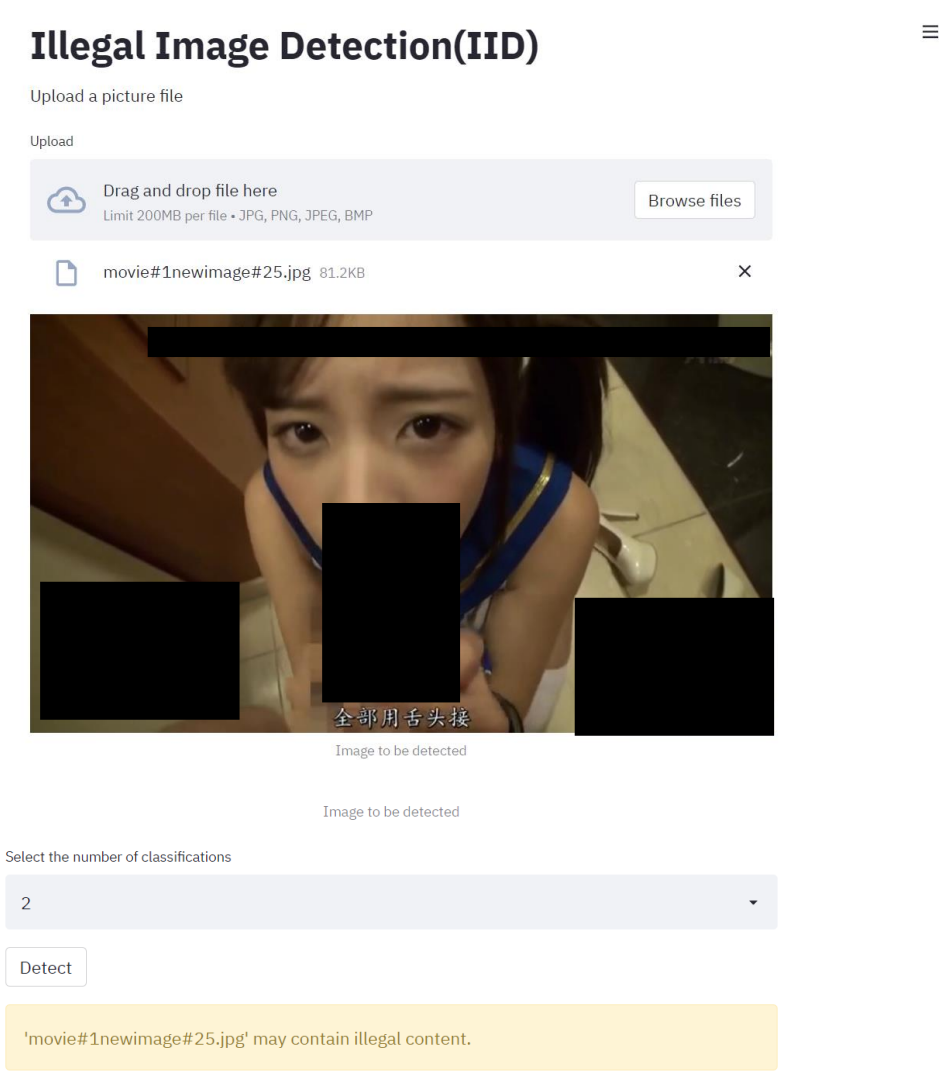 Illegal Image Detection(IID)
Upload a picture file
Upload
Drag and drop file here
Limit 200MB per file • JPG, PNG, JPEG, BMP
Browse files
movie#1newimage#25.jpg 81.2KB
全部用舌头接
Image to be detected
Image to be detected
Select the number of classifications
2
Detect
'movie#1newimage#25.jpg' may contain illegal content.